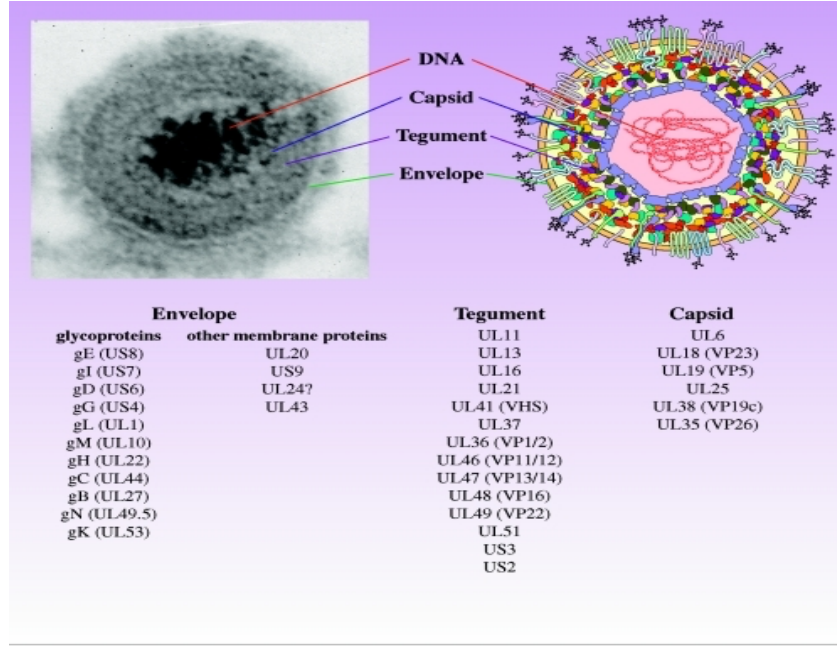 DNA
Capsid
Tegument
Envelope
Envelope
glycoproteins
gE (US8)
gI (US7)
gD (US6)
gG (US4)
gL (UL1)
gM (UL10)
gH (UL22)
gC (UL44)
gB (UL27)
gN (UL49.5)
gK (UL53)
other membrane proteins
UL20
US9
UL24?
UL43
Tegument
UL11
UL13
UL16
UL21
UL41 (VHS)
UL37
UL36 (VP1/2)
UL46 (VP11/12)
UL47 (VP13/14)
UL48 (VP16)
UL49 (VP22)
UL51
US3
US2
Capsid
UL6
UL18 (VP23)
UL19 (VP5)
UL25
UL38 (VP19c)
UL35 (VP26)